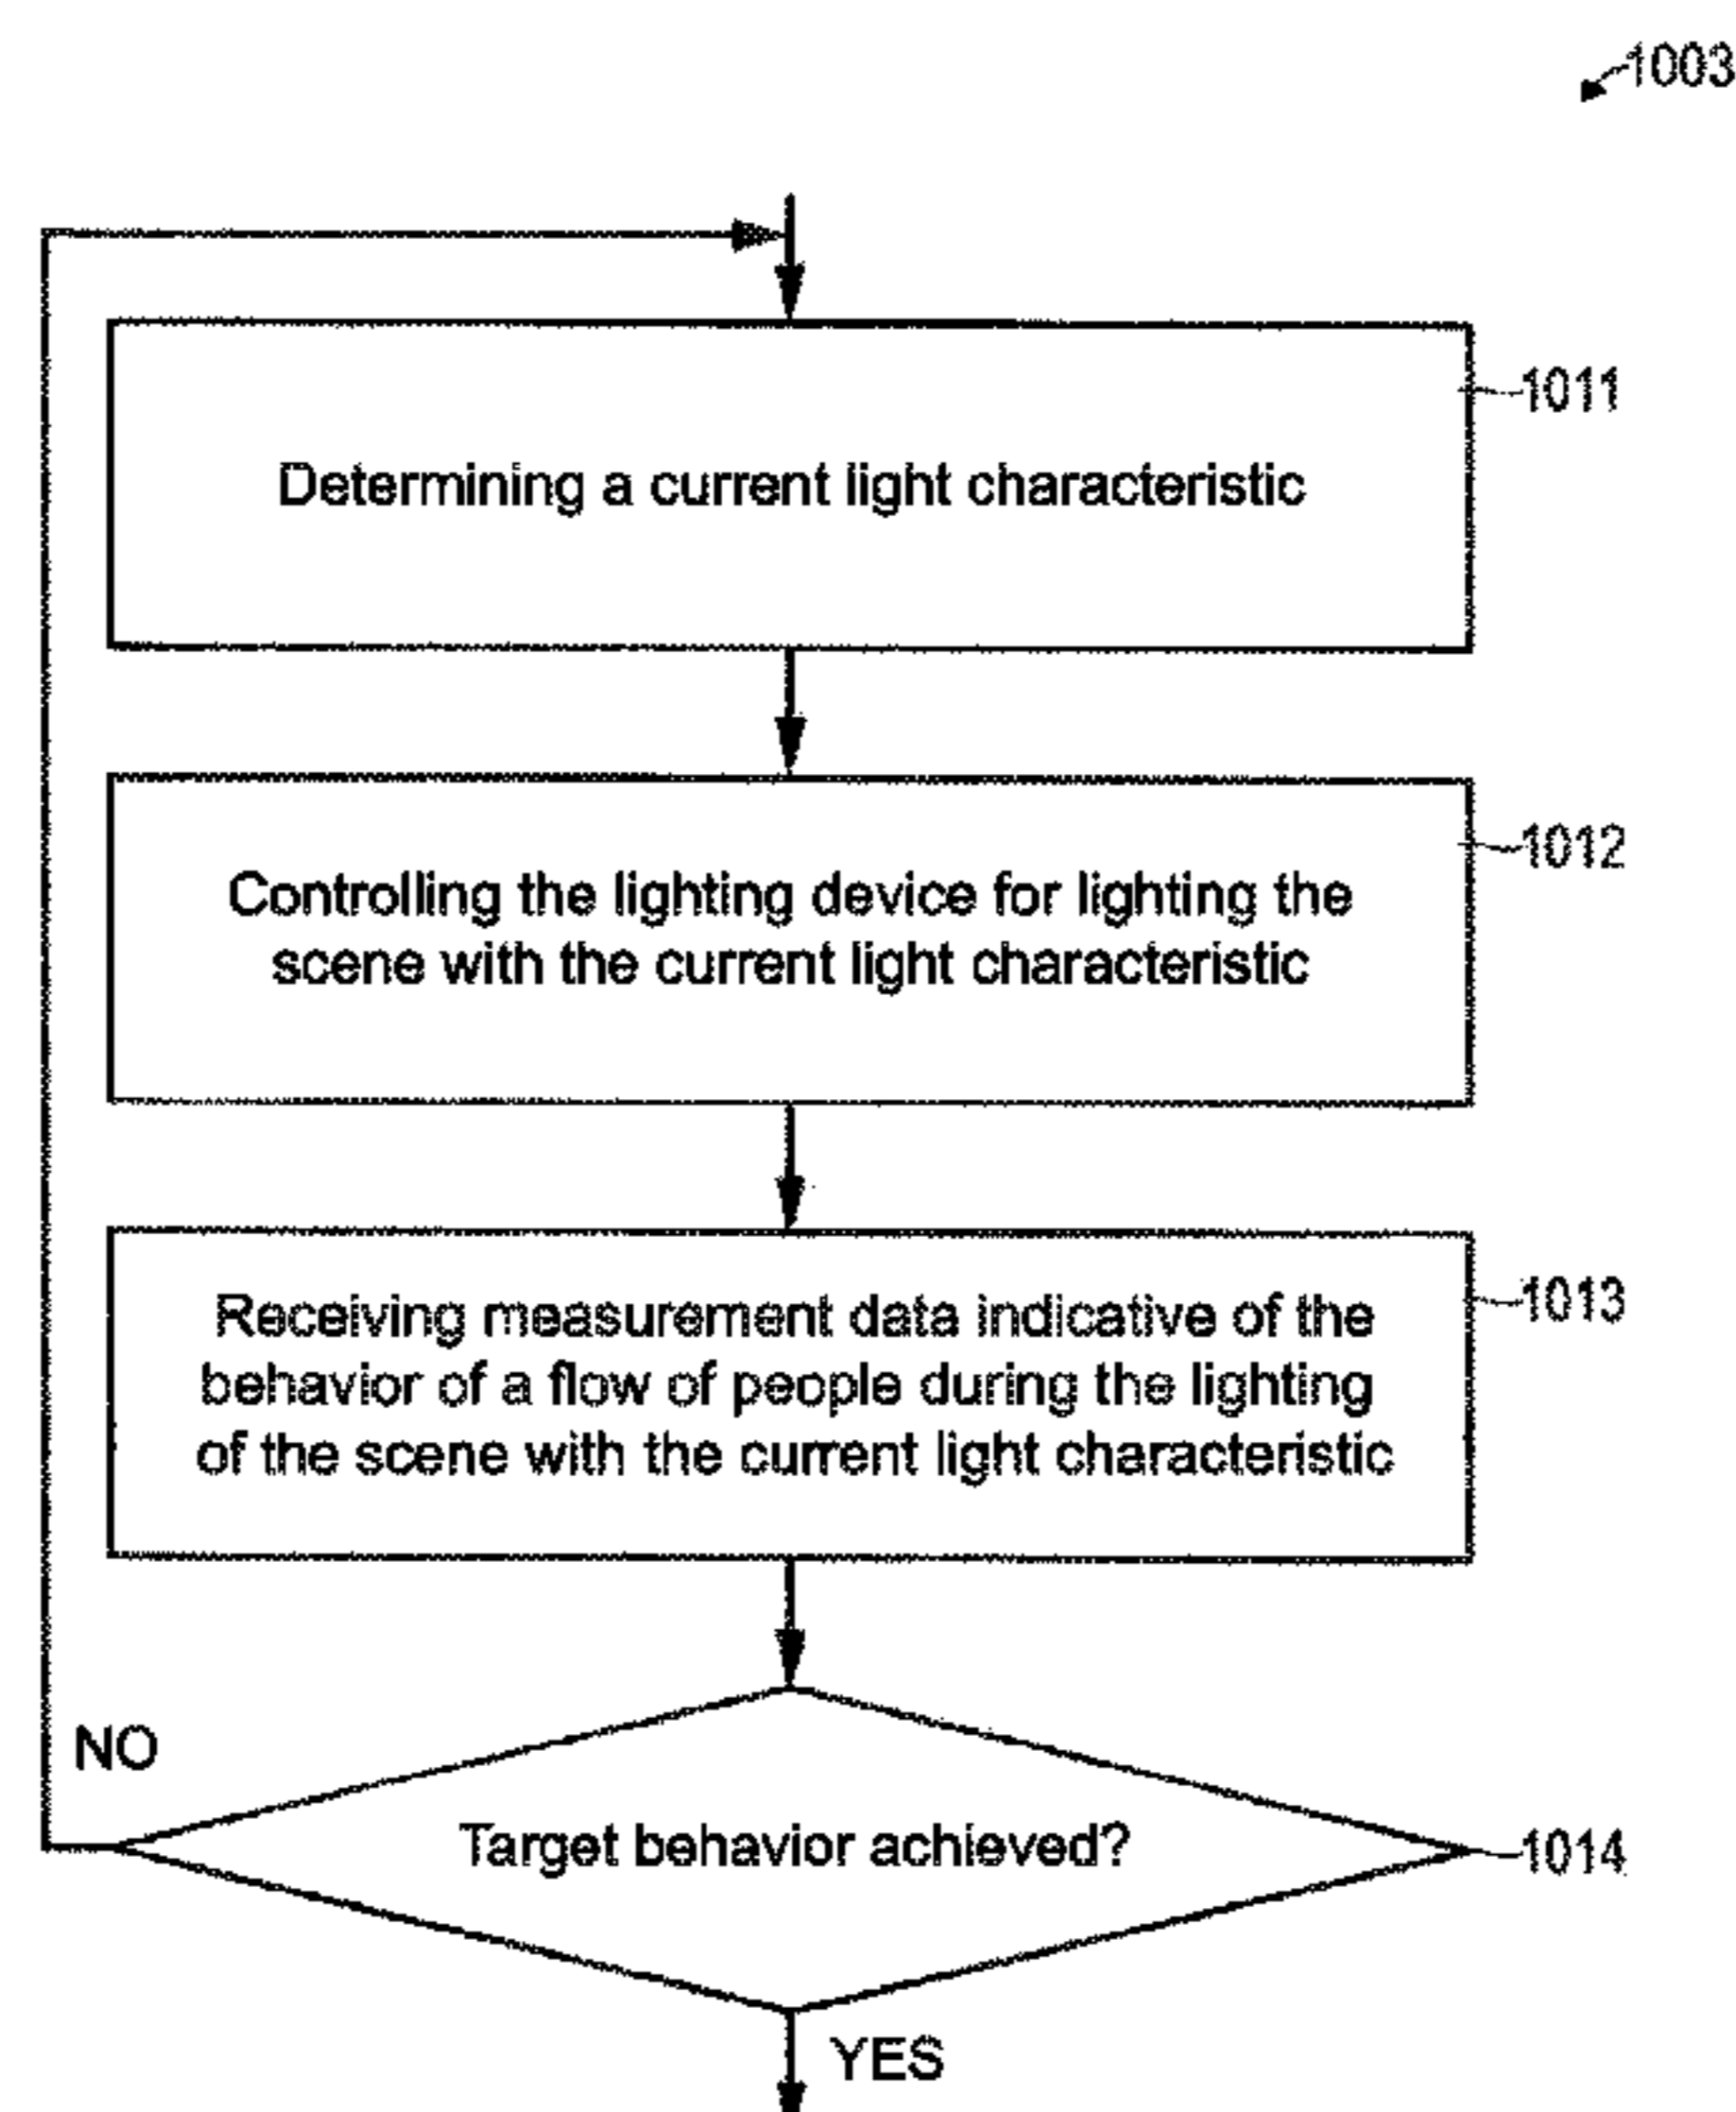 1003
Determining a current light characteristic
1011
Controlling the lighting device for lighting the
scene with the current light characteristic
1012
Receiving measurement data indicative of the
behavior of a flow of people during the lighting
of the scene with the current light characteristic
1013
NO
Target behavior achieved?
1014
YES